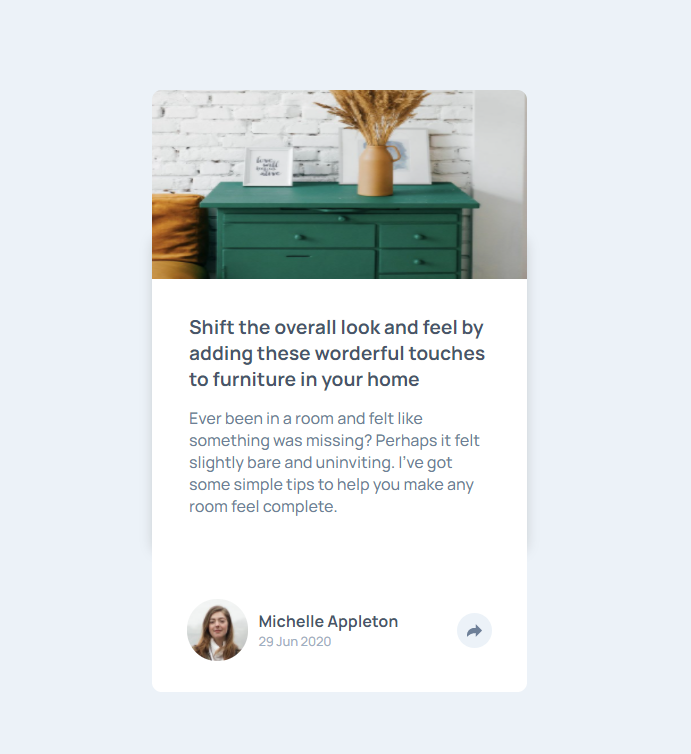 Shift the overall look and feel by
adding these worderful touches
to furniture in your home
Ever been in a room and felt like
something was missing? Perhaps it felt
slightly bare and uninviting. I've got
some simple tips to help you make any
room feel complete.
Michelle Appleton
29 Jun 2020